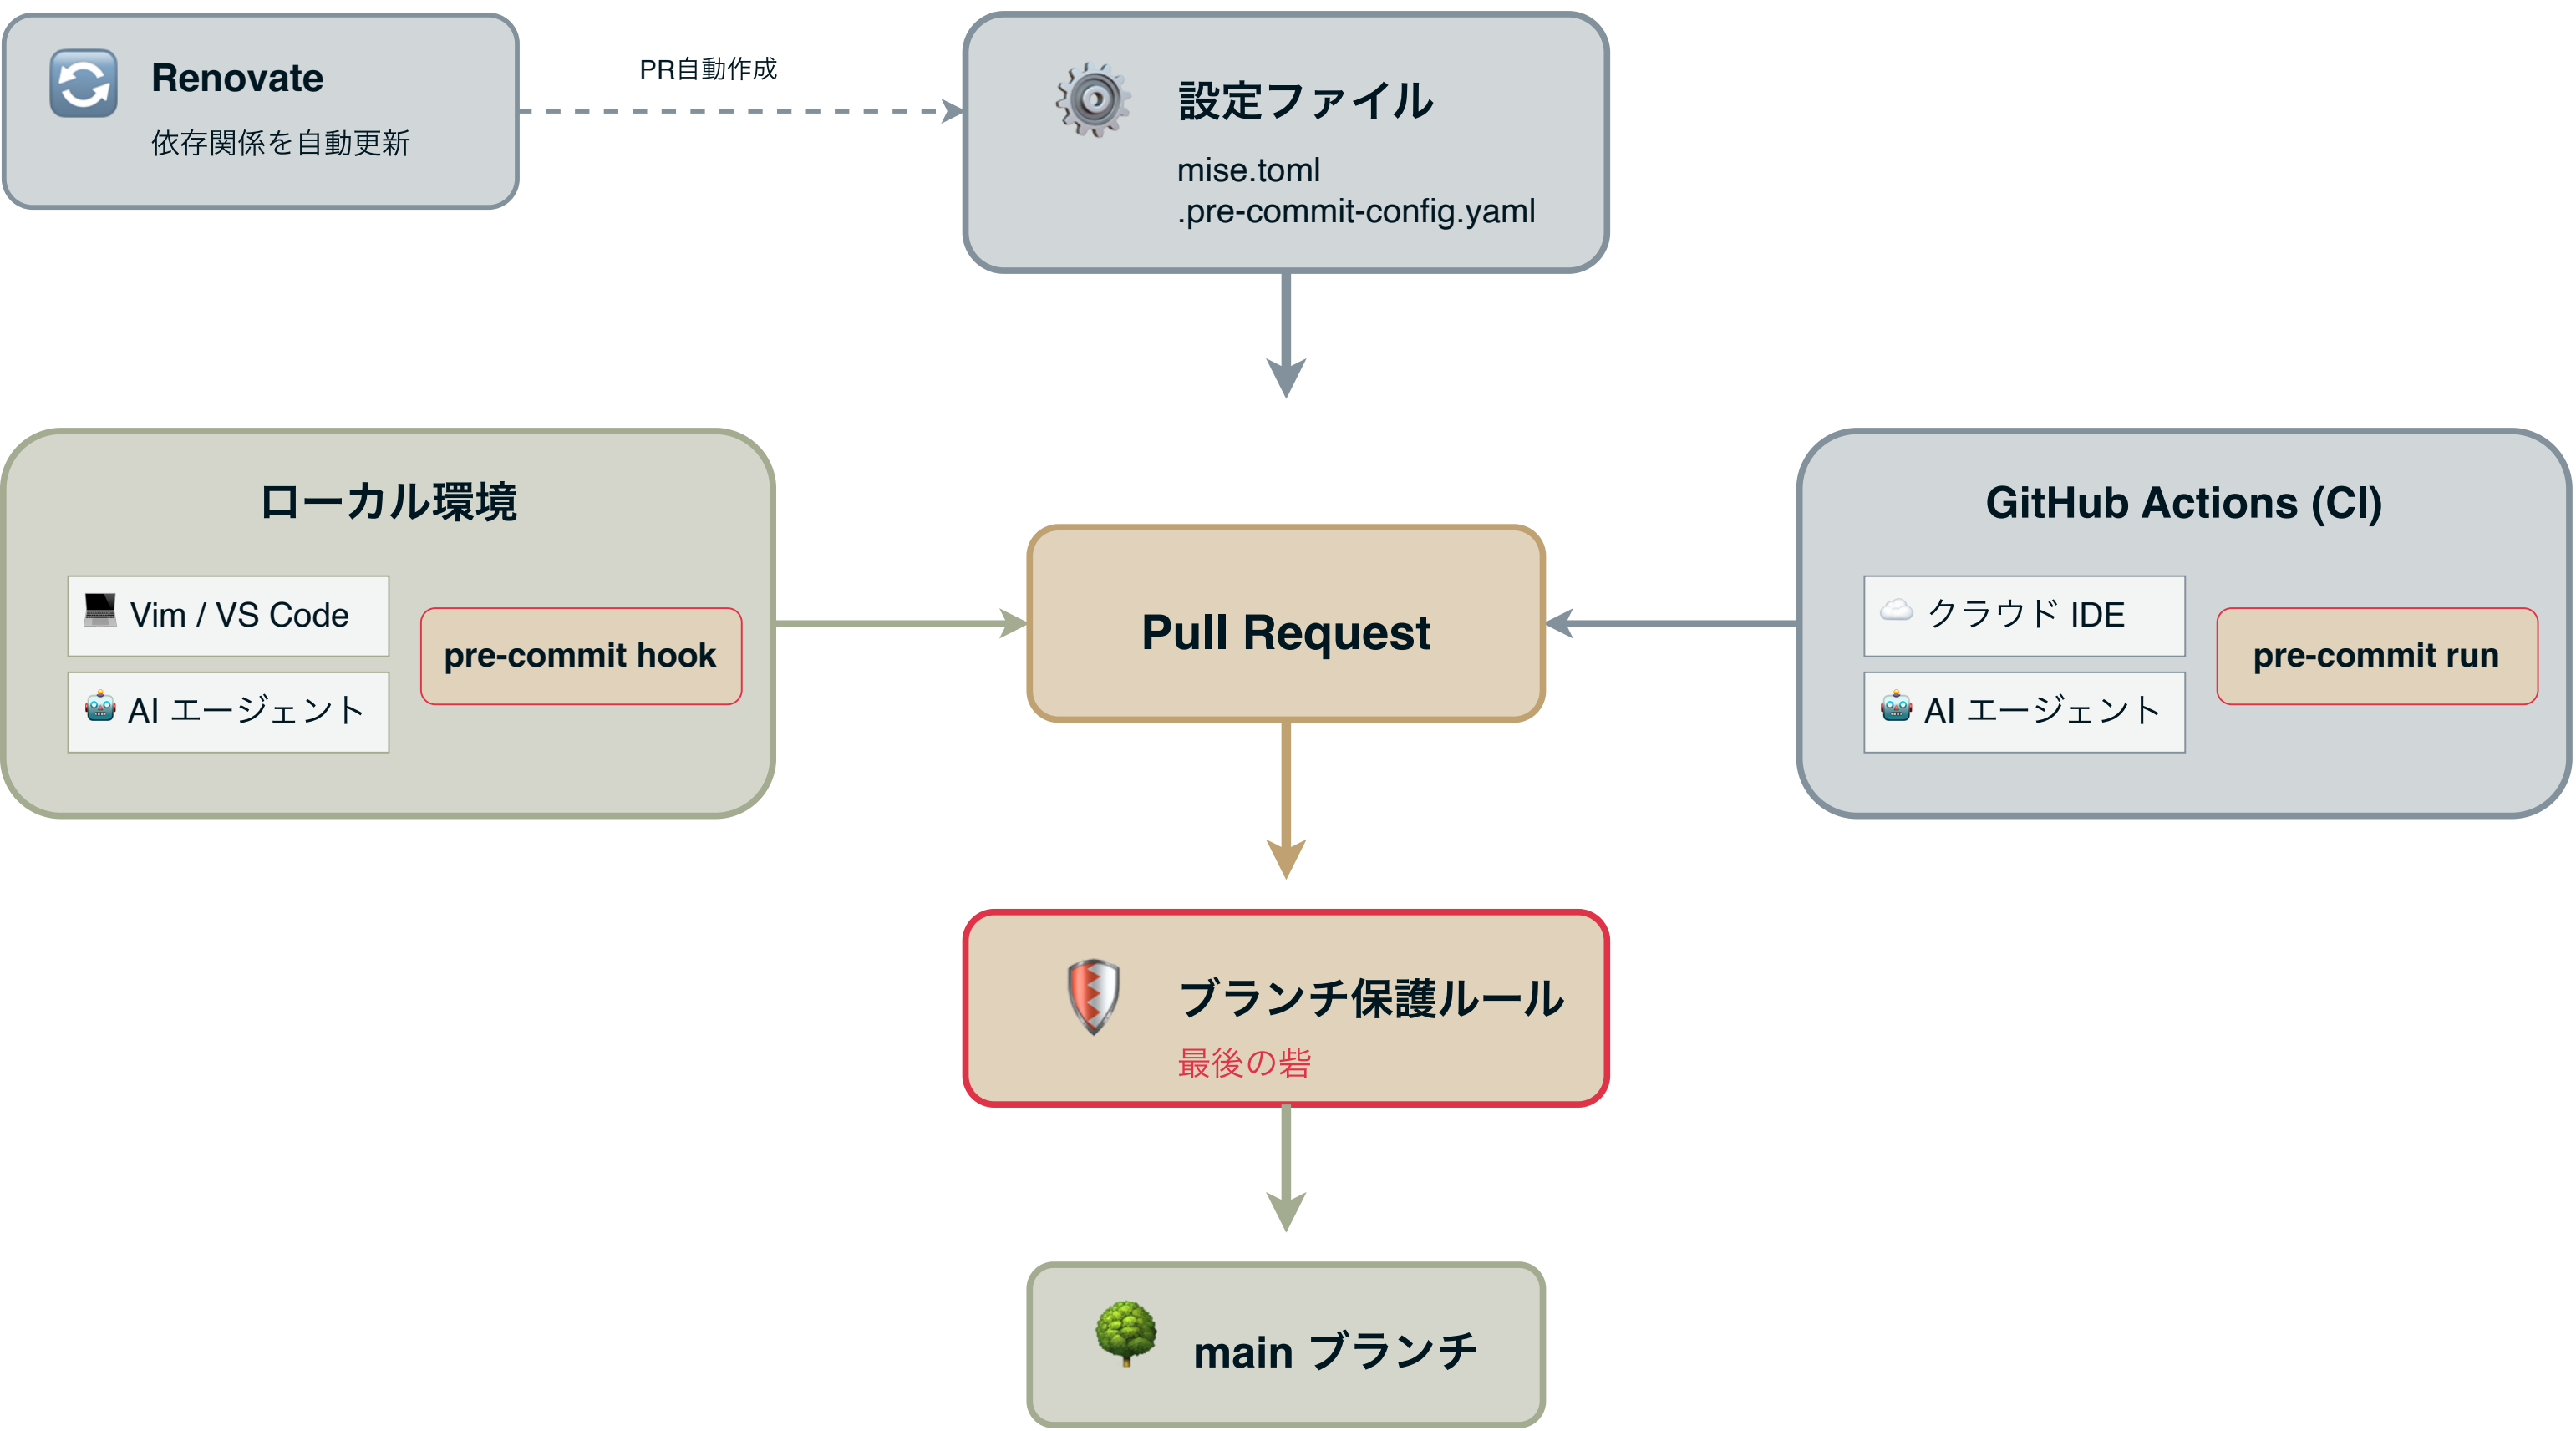 Renovate
依存関係を自動更新
PR自動作成
設定ファイル
mise.toml
.pre-commit-config.yaml
ローカル環境
Vim / VS Code
AI エージェント
pre-commit hook
Pull Request
GitHub Actions (CI)
クラウド IDE
AI エージェント
pre-commit run
ブランチ保護ルール
最後の砦
main ブランチ